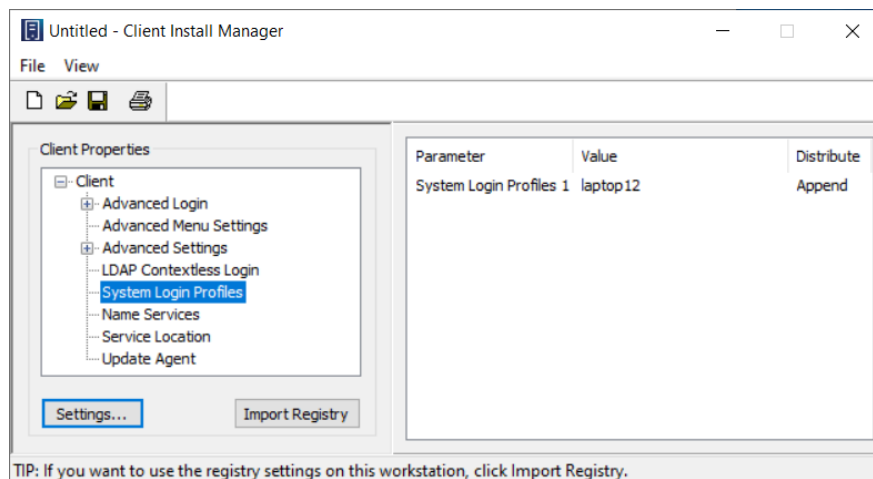 Untitled - Client Install Manager
File View
Client Properties
Client
Advanced Login
Advanced Menu Settings
Advanced Settings
LDAP Contextless Login
System Login Profiles
Name Services
Service Location
Update Agent
Settings...
Import Registry
Parameter Value Distribute
System Login Profiles 1 laptop12 Append
TIP: If you want to use the registry settings on this workstation, click Import Registry.